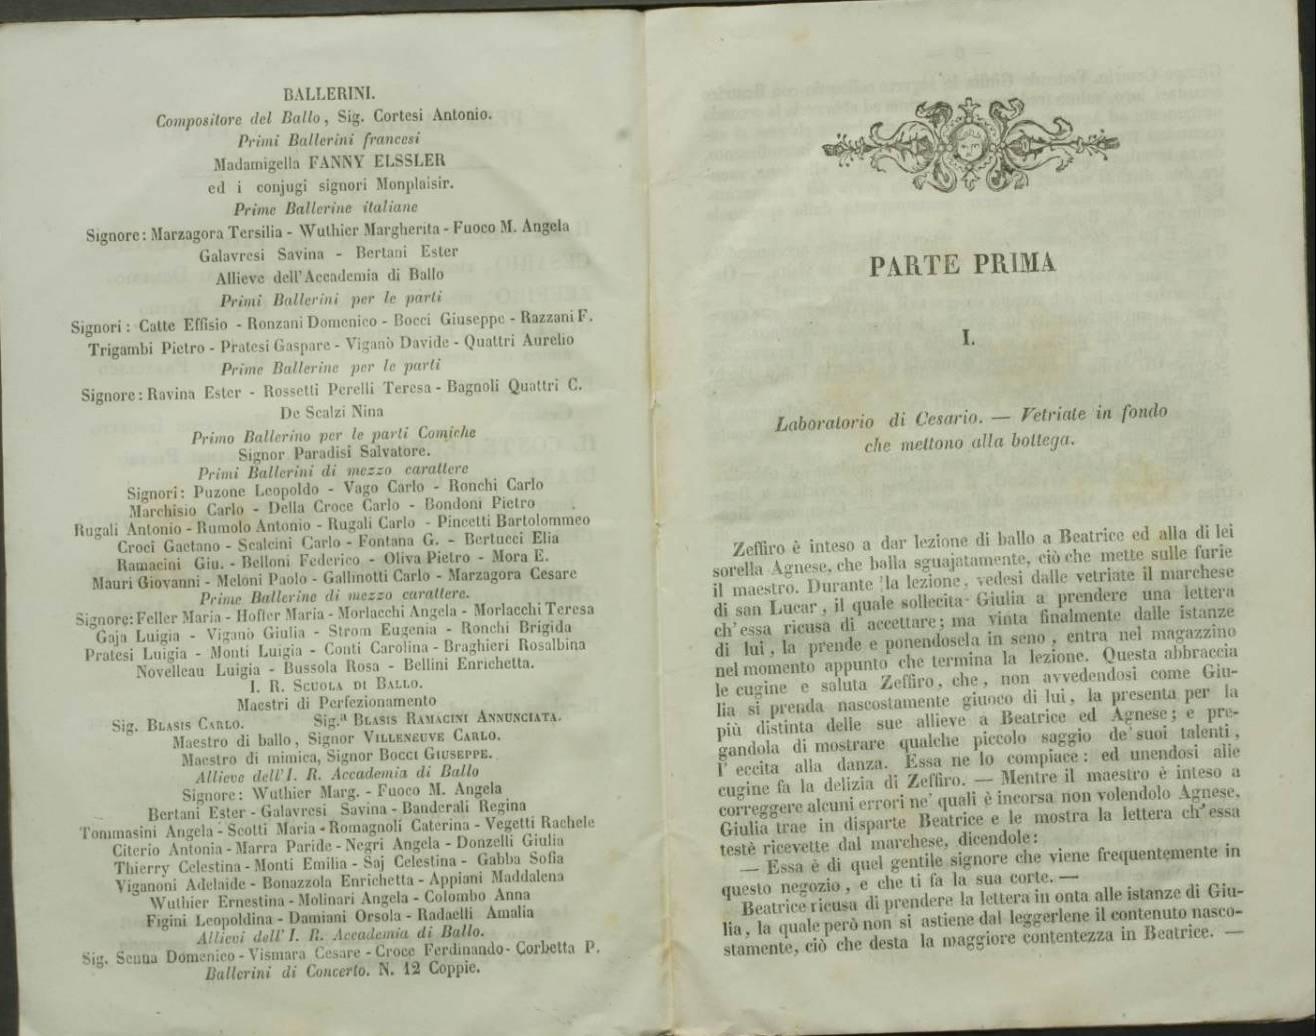 BALLERINI.
Compositore del Ballo, Sig. Cortesi Antonio.
Primi Ballerini francesi
Madamigella FANNY ELSSLER
ed i conjugi signori Monplaisir.
Prime Ballerine italiane
Signore: Marzagora Tersilia - Wuthier Margherita - Fuoco M. Angela
Galavresi Savina - Bertani Ester
Allieve dell'Accademia di Ballo
Primi Ballerini per le parti
Signori: Catte Effisio - Ronzani Domenico - Bocci Giuseppe - Razzani F.
Trigambi Pietro - Pratesi Gaspare - Viganò Davide - Quattri Aurelio
Prime Ballerine per le parti
Signore: Ravina Ester - Rossetti Perelli Teresa - Bagnoli Quattri C.
De Scalzi Nina
Primo Ballerino per le parti Comiche
Signor Paradisi Salvatore.
Primi Ballerini di mezzo carattere
Signori: Puzone Leopoldo - Vago Carlo - Ronchi Carlo
Marchisio Carlo - Della Croce Carlo - Bondoni Pietro
Rugali Antonio - Rumolo Antonio - Rugali Carlo - Pincetti Bartolommeo
Croci Gaetano - Scalcini Carlo - Fontana G. - Bertucci Elia
Ramacini Giu. - Belloni Federico - Oliva Pietro - Mora E.
Mauri Giovanni - Meloni Paolo - Gallinotti Carlo - Marzagora Cesare
Prime Ballerine di mezzo carattere.
Signore: Feller Maria - Hofler Maria - Morlacchi Angela - Morlacchi Teresa
Gaja Luigia - Viganò Giulia - Strom Eugenia - Ronchi Brigida
Pratesi Luigia - Monti Luigia - Conti Carolina - Braghieri Rosalbina
Novelleau Luigia - Bussola Rosa - Bellini Enrichetta.
I. R. SCUOLA DI BALLO.
Maestri di Perfezionamento
Sig. BLASIS CARLO. Sig.ª BLASIS RAMACINI ANNUNCIATA.
Maestro di ballo, Signor VILLENEUVE CARLO.
Maestro di mimica, Signor BOCCI GIUSEPPE.
Allieve dell'I. R. Accademia di Ballo
Signore: Wuthier Marg. - Fuoco M. Angela
Bertani Ester - Galavresi Savina - Banderali Regina
Tommasini Angela - Scotti Maria - Romagnoli Caterina - Vegetti Rachele
Citerio Antonia - Marra Paride - Negri Angela - Donzelli Giulia
Thierry Celestina - Monti Emilia - Saj Celestina - Gabba Sofia
Viganoni Adelaide - Bonazzola Enrichetta - Appiani Maddalena
Wuthier Ernestina - Molinari Angela - Colombo Anna
Figini Leopoldina - Damiani Orsola - Radaelli Amalia
Allievi dell'I. R. Accademia di Ballo.
Sig. Senna Domenico - Vismara Cesare - Croce Ferdinando - Corbetta P.
Ballerini di Concerto. N. 12 Coppie.
PARTE PRIMA
I.
Laboratorio di Cesario. — Vetriate in fondo
che mettono alla bottega.
Zeffiro è inteso a dar lezione di ballo a Beatrice ed alla di lei
sorella Agnese, che balla sguajatamente, ciò che mette sulle furie
il maestro. Durante la lezione, vedesi dalle vetriate il marchese
di san Lucar, il quale sollecita Giulia a prendere una lettera
ch'essa ricusa di accettare; ma vinta finalmente dalle istanze
di lui, la prende e ponendosela in seno, entra nel magazzino
nel momento appunto che termina la lezione. Questa abbraccia
le cugine e saluta Zeffiro, che, non avvedendosi come Giu-
lia si prenda nascostamente giuoco di lui, la presenta per la
più distinta delle sue allieve a Beatrice ed Agnese; e pre-
gandola di mostrare qualche piccolo saggio de' suoi talenti,
l'eccita alla danza. Essa ne lo compiace: ed unendosi alle
cugine fa la delizia di Zeffiro. — Mentre il maestro è inteso a
correggere alcuni errori ne' quali è incorsa non volendolo Agnese,
Giulia trae in disparte Beatrice e le mostra la lettera ch'essa
testè ricevette dal marchese, dicendole:
— Essa è di quel gentile signore che viene frequentemente in
questo negozio, e che ti fa la sua corte. —
Beatrice ricusa di prendere la lettera in onta alle istanze di Giu-
lia, la quale però non si astiene dal leggerlene il contenuto nasco-
stamente, ciò che desta la maggiore contentezza in Beatrice. —